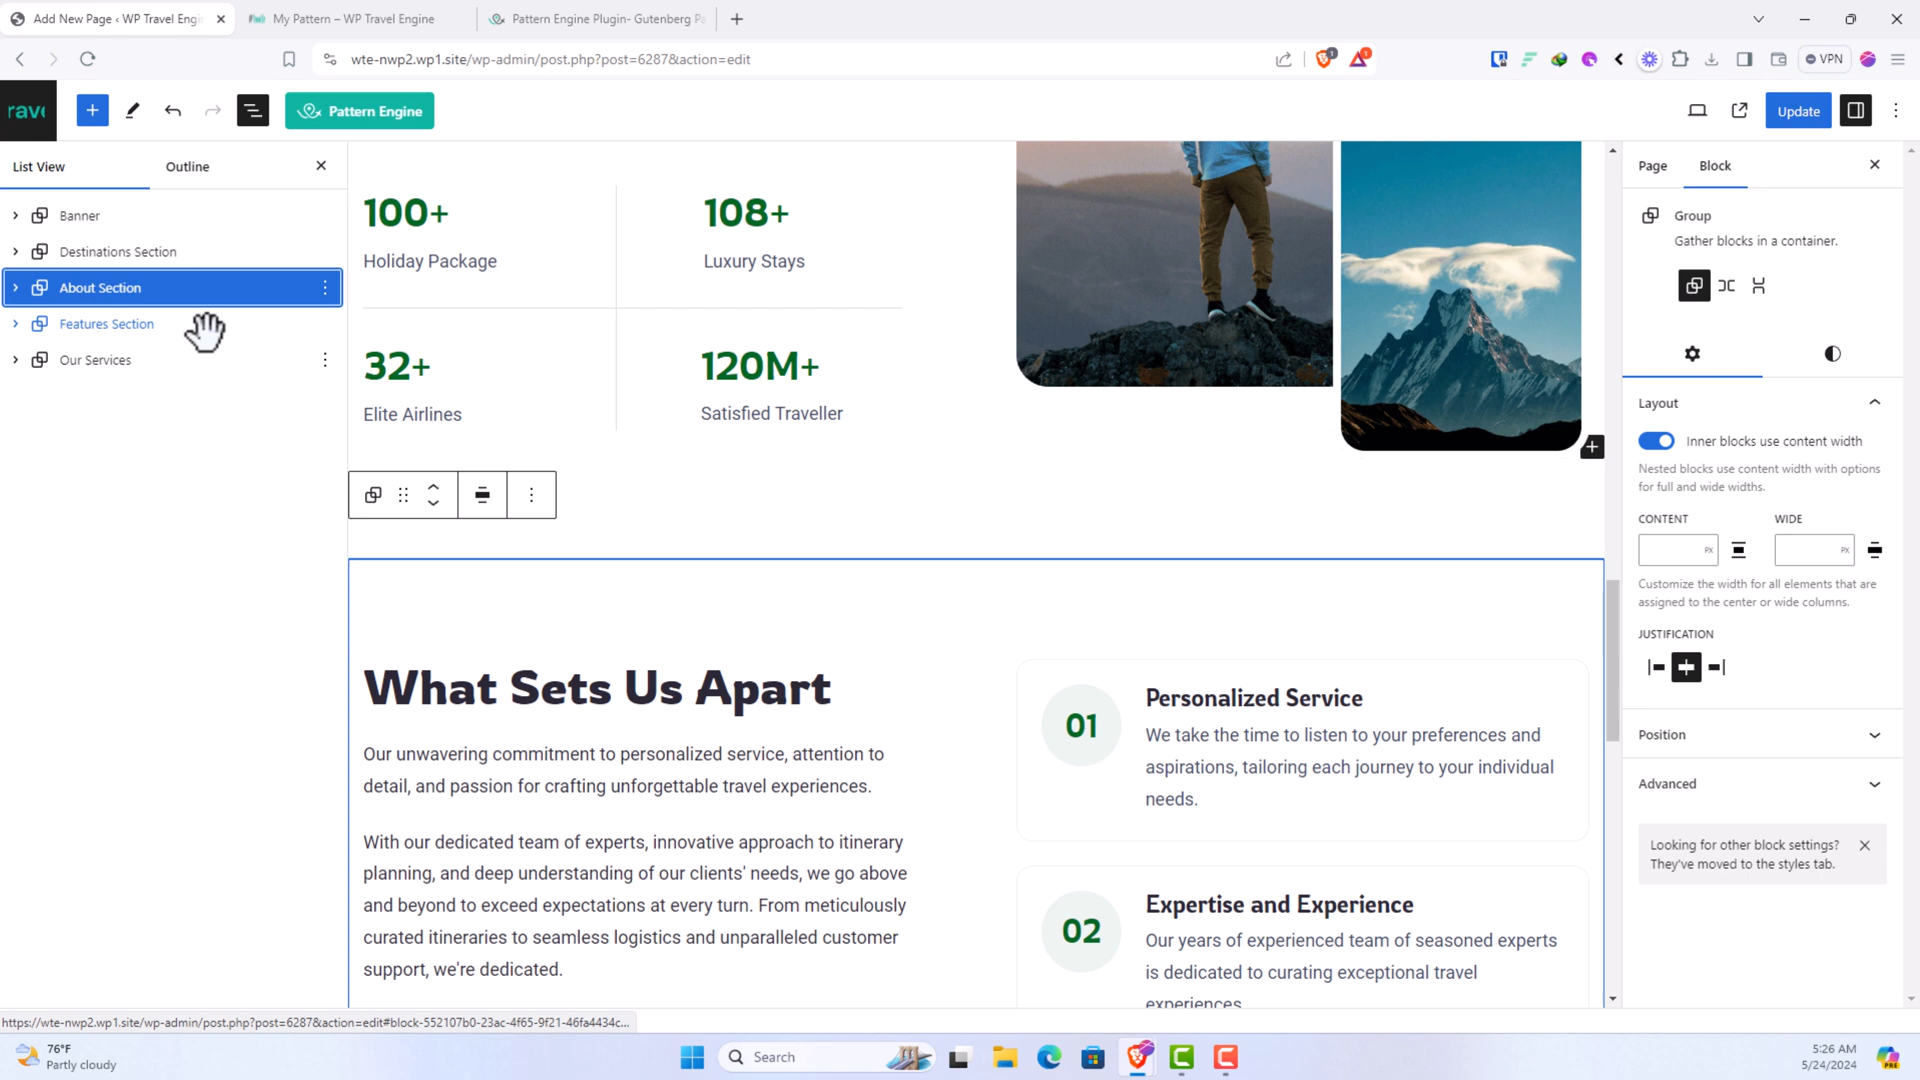 Add New Page ‹ WP Travel Engi
My Pattern – WP Travel Engine
Pattern Engine Plugin- Gutenberg Pa
wte-nwp2.wp1.site/wp-admin/post.php?post=6287&action=edit
1
1
VPN
rave
Pattern Engine
Update
List View
Outline
Banner
Destinations Section
About Section
Features Section
Our Services
100+
Holiday Package
108+
Luxury Stays
32+
Elite Airlines
120M+
Satisfied Traveller
What Sets Us Apart
Our unwavering commitment to personalized service, attention to
detail, and passion for crafting unforgettable travel experiences.
With our dedicated team of experts, innovative approach to itinerary
planning, and deep understanding of our clients' needs, we go above
and beyond to exceed expectations at every turn. From meticulously
curated itineraries to seamless logistics and unparalleled customer
support, we're dedicated.
01
Personalized Service
We take the time to listen to your preferences and
aspirations, tailoring each journey to your individual
needs.
02
Expertise and Experience
Our years of experienced team of seasoned experts
is dedicated to curating exceptional travel
experiences
Page
Block
Group
Gather blocks in a container.
Layout
Inner blocks use content width
Nested blocks use content width with options
for full and wide widths.
CONTENT
WIDE
PX
PX
Customize the width for all elements that are
assigned to the center or wide columns.
JUSTIFICATION
Position
Advanced
Looking for other block settings?
They've moved to the styles tab.
https://wte-nwp2.wp1.site/wp-admin/post.php?post=6287&action=edit#block-552107b0-23ac-4f65-9f21-46fa4434c...
76°F
Partly cloudy
Search
5:26 AM
5/24/2024
PRE